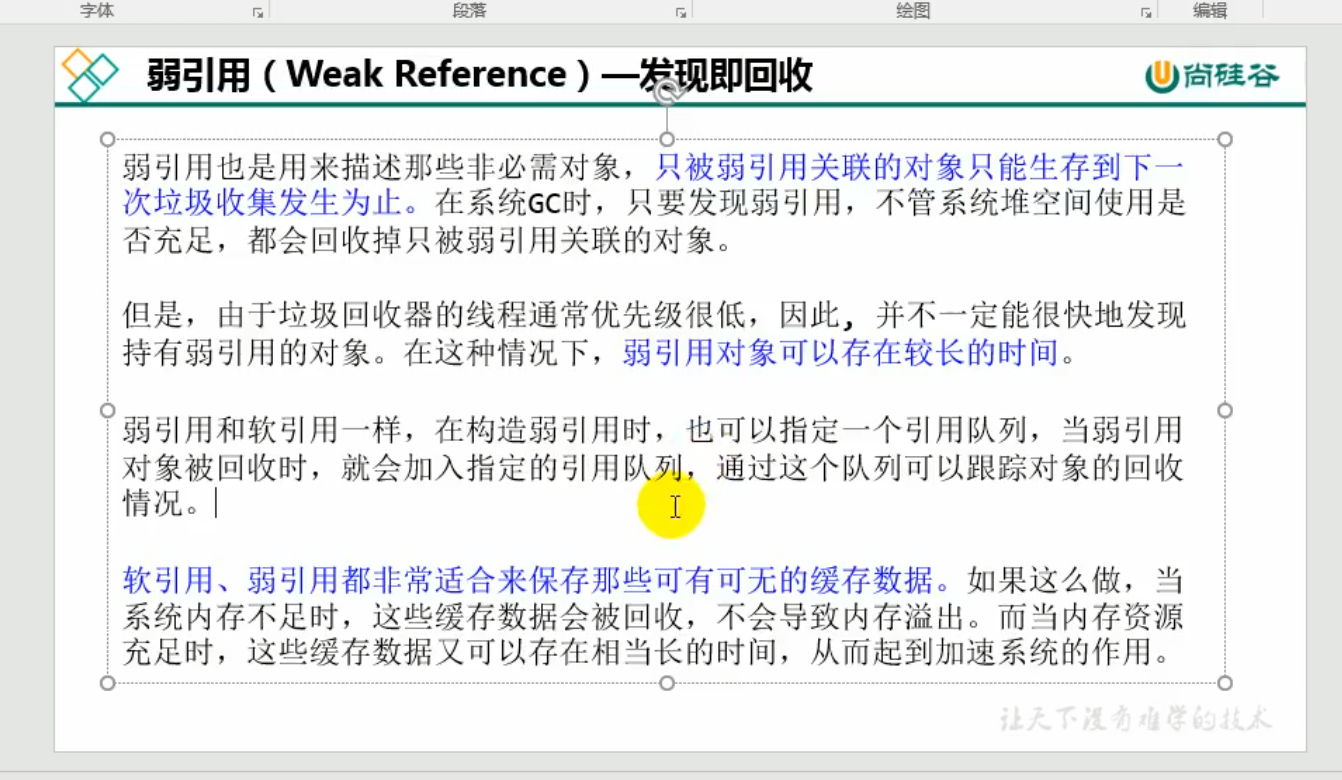 字体 段落 绘图 编辑
弱引用（Weak Reference）—发现即回收
尚硅谷
弱引用也是用来描述那些非必需对象，只被弱引用关联的对象只能生存到下一
次垃圾收集发生为止。在系统GC时，只要发现弱引用，不管系统堆空间使用是
否充足，都会回收掉只被弱引用关联的对象。
但是，由于垃圾回收器的线程通常优先级很低，因此，并不一定能很快地发现
持有弱引用的对象。在这种情况下，弱引用对象可以存在较长的时间。
弱引用和软引用一样，在构造弱引用时，也可以指定一个引用队列，当弱引用
对象被回收时，就会加入指定的引用队列，通过这个队列可以跟踪对象的回收
情况。
软引用、弱引用都非常适合来保存那些可有可无的缓存数据。如果这么做，当
系统内存不足时，这些缓存数据会被回收，不会导致内存溢出。而当内存资源
充足时，这些缓存数据又可以存在相当长的时间，从而起到加速系统的作用。
让天下没有难学的技术